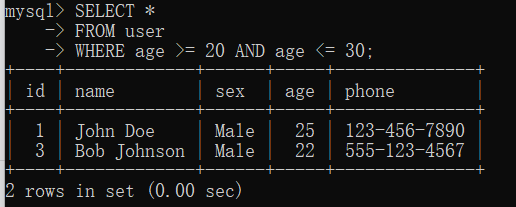 mysql> SELECT *
    -> FROM user
    -> WHERE age >= 20 AND age <= 30;
+----+-------------+------+-----+--------------+
| id | name        | sex  | age | phone        |
+----+-------------+------+-----+--------------+
|  1 | John Doe    | Male |  25 | 123-456-7890 |
|  3 | Bob Johnson | Male |  22 | 555-123-4567 |
+----+-------------+------+-----+--------------+
2 rows in set (0.00 sec)